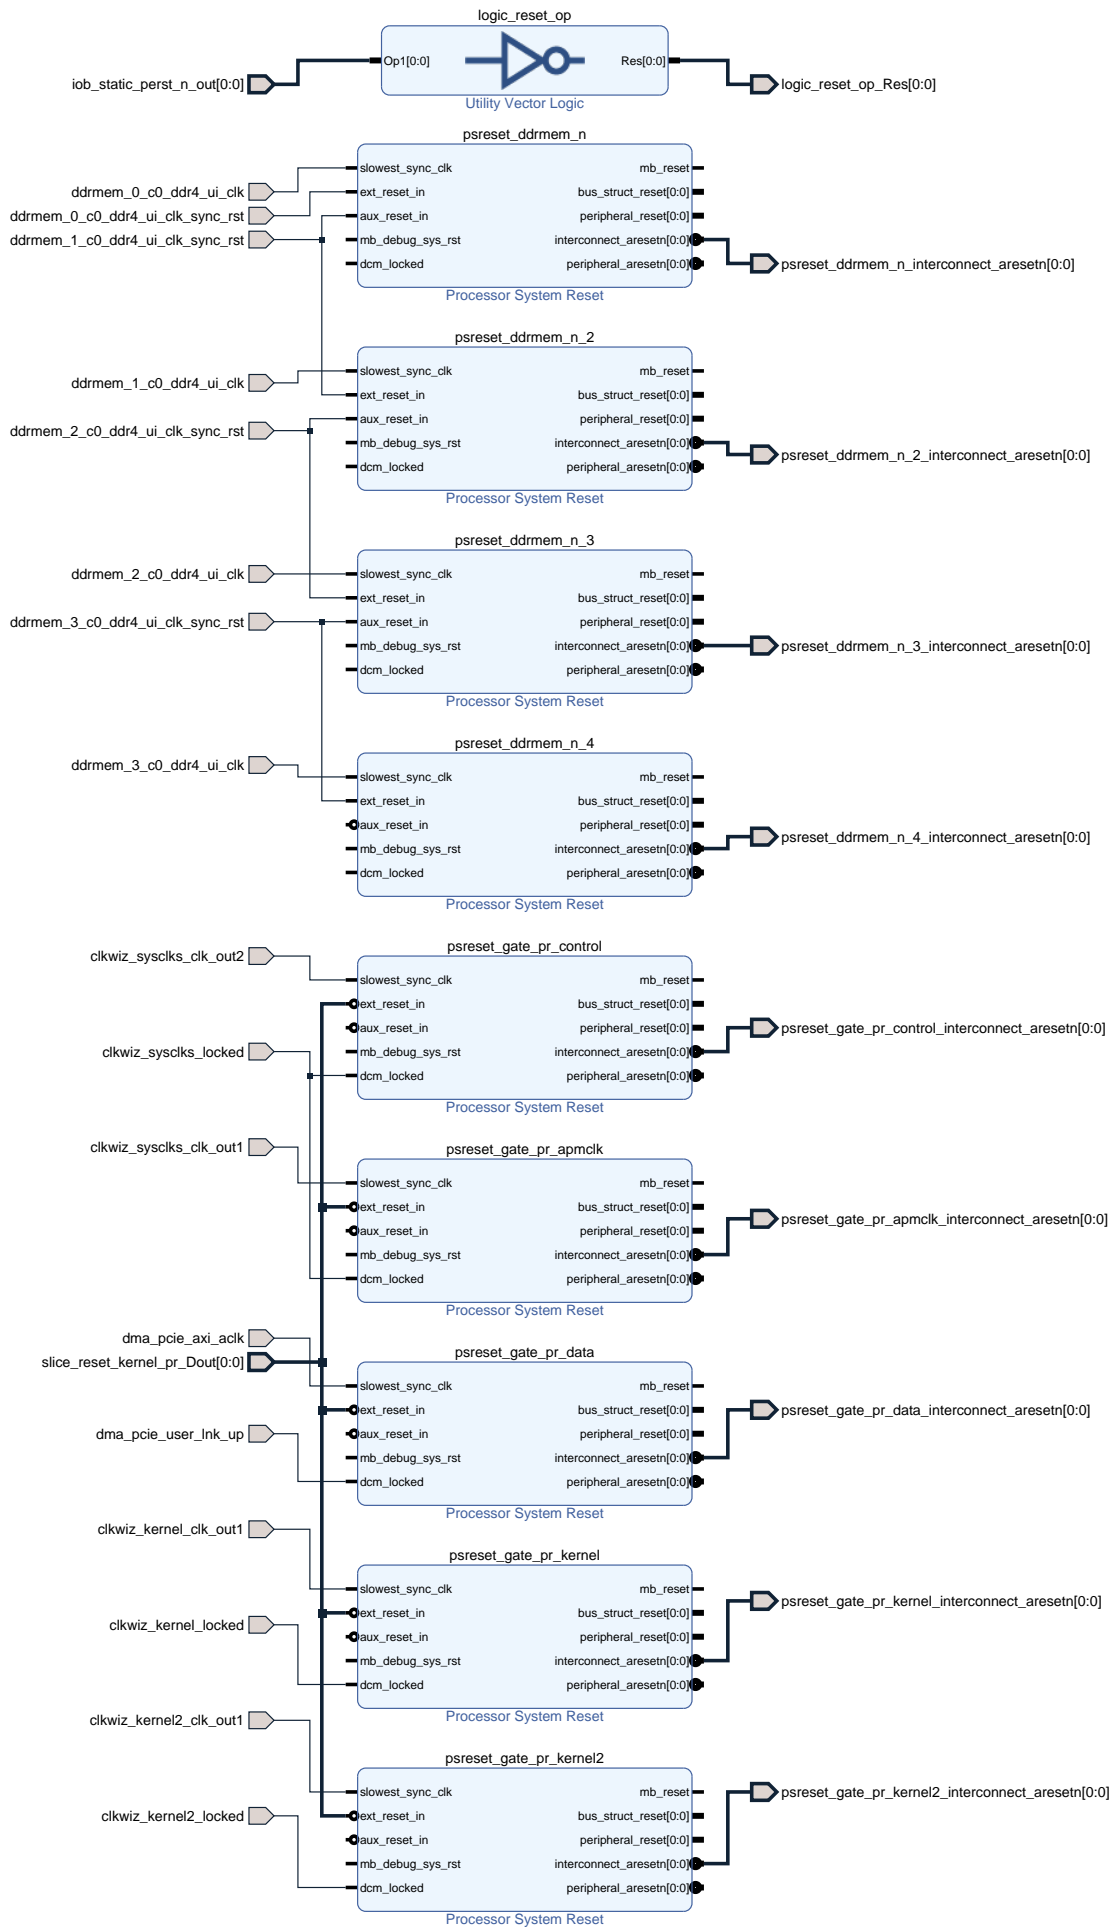 logic_reset_op
Op1[0:0]
Res[0:0]
iob_static_perst_n_out[0:0]
logic_reset_op_Res[0:0]
Utility Vector Logic
psreset_ddrmem_n
slowest_sync_clk
mb_reset
ddrmem_0_c0_ddr4_ui_clk
ext_reset_in
bus_struct_reset[0:0]
ddrmem_0_c0_ddr4_ui_clk_sync_rst
aux_reset_in
peripheral_reset[0:0]
ddrmem_1_c0_ddr4_ui_clk_sync_rst
mb_debug_sys_rst
interconnect_aresetn[0:0]
dcm_locked
peripheral_aresetn[0:0]
psreset_ddrmem_n_interconnect_aresetn[0:0]
Processor System Reset
psreset_ddrmem_n_2
slowest_sync_clk
mb_reset
ddrmem_1_c0_ddr4_ui_clk
ext_reset_in
bus_struct_reset[0:0]
aux_reset_in
peripheral_reset[0:0]
ddrmem_2_c0_ddr4_ui_clk_sync_rst
mb_debug_sys_rst
interconnect_aresetn[0:0]
psreset_ddrmem_n_2_interconnect_aresetn[0:0]
dcm_locked
peripheral_aresetn[0:0]
Processor System Reset
psreset_ddrmem_n_3
ddrmem_2_c0_ddr4_ui_clk
slowest_sync_clk
mb_reset
ext_reset_in
bus_struct_reset[0:0]
ddrmem_3_c0_ddr4_ui_clk_sync_rst
aux_reset_in
peripheral_reset[0:0]
mb_debug_sys_rst
interconnect_aresetn[0:0]
psreset_ddrmem_n_3_interconnect_aresetn[0:0]
dcm_locked
peripheral_aresetn[0:0]
Processor System Reset
psreset_ddrmem_n_4
ddrmem_3_c0_ddr4_ui_clk
slowest_sync_clk
mb_reset
ext_reset_in
bus_struct_reset[0:0]
aux_reset_in
peripheral_reset[0:0]
psreset_ddrmem_n_4_interconnect_aresetn[0:0]
mb_debug_sys_rst
interconnect_aresetn[0:0]
dcm_locked
peripheral_aresetn[0:0]
Processor System Reset
psreset_gate_pr_control
clkwiz_sysclks_clk_out2
slowest_sync_clk
mb_reset
ext_reset_in
bus_struct_reset[0:0]
aux_reset_in
peripheral_reset[0:0]
psreset_gate_pr_control_interconnect_aresetn[0:0]
clkwiz_sysclks_locked
mb_debug_sys_rst
interconnect_aresetn[0:0]
dcm_locked
peripheral_aresetn[0:0]
Processor System Reset
clkwiz_sysclks_clk_out1
psreset_gate_pr_apmclk
slowest_sync_clk
mb_reset
ext_reset_in
bus_struct_reset[0:0]
psreset_gate_pr_apmclk_interconnect_aresetn[0:0]
aux_reset_in
peripheral_reset[0:0]
mb_debug_sys_rst
interconnect_aresetn[0:0]
dcm_locked
peripheral_aresetn[0:0]
Processor System Reset
dma_pcie_axi_aclk
psreset_gate_pr_data
slice_reset_kernel_pr_Dout[0:0]
slowest_sync_clk
mb_reset
ext_reset_in
bus_struct_reset[0:0]
psreset_gate_pr_data_interconnect_aresetn[0:0]
dma_pcie_user_lnk_up
aux_reset_in
peripheral_reset[0:0]
mb_debug_sys_rst
interconnect_aresetn[0:0]
dcm_locked
peripheral_aresetn[0:0]
Processor System Reset
clkwiz_kernel_clk_out1
psreset_gate_pr_kernel
slowest_sync_clk
mb_reset
psreset_gate_pr_kernel_interconnect_aresetn[0:0]
ext_reset_in
bus_struct_reset[0:0]
clkwiz_kernel_locked
aux_reset_in
peripheral_reset[0:0]
mb_debug_sys_rst
interconnect_aresetn[0:0]
dcm_locked
peripheral_aresetn[0:0]
Processor System Reset
clkwiz_kernel2_clk_out1
psreset_gate_pr_kernel2
slowest_sync_clk
mb_reset
psreset_gate_pr_kernel2_interconnect_aresetn[0:0]
clkwiz_kernel2_locked
ext_reset_in
bus_struct_reset[0:0]
aux_reset_in
peripheral_reset[0:0]
mb_debug_sys_rst
interconnect_aresetn[0:0]
dcm_locked
peripheral_aresetn[0:0]
Processor System Reset